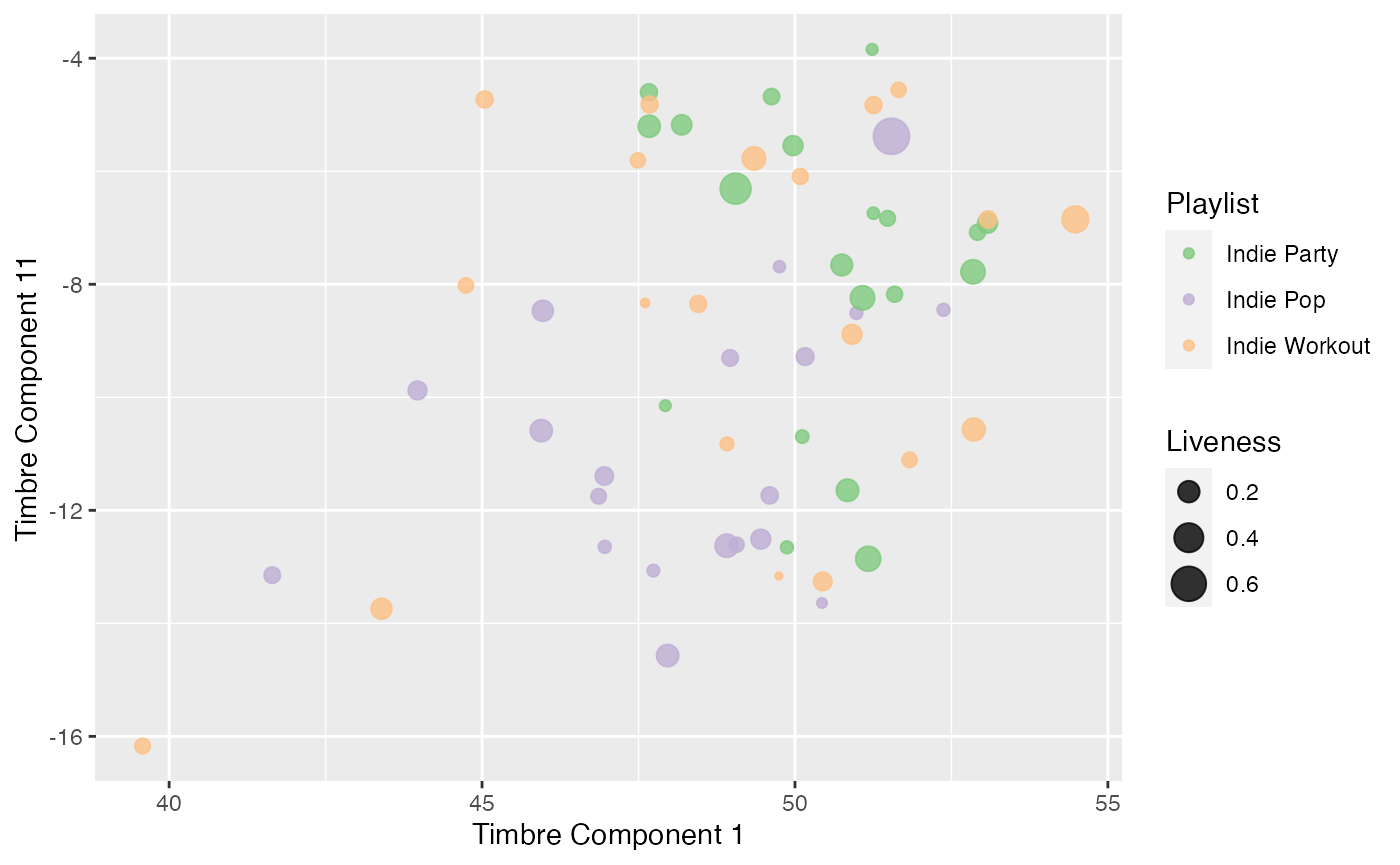 Timbre Component 11
-4
-8
-12
-16
40
45
50
55
Timbre Component 1
Playlist
Indie Party
Indie Pop
Indie Workout
Liveness
0.2
0.4
0.6